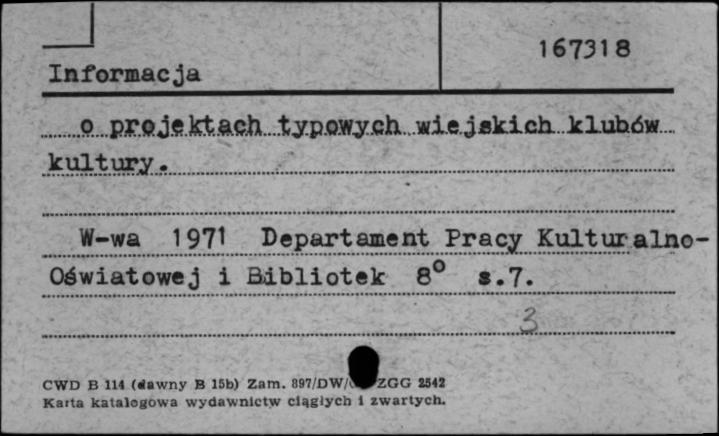 167318
Informacja
o projektach typowych wiejskich klubów
kultury.
W-wa 1971 Departament Pracy Kulturalno-
Oświatowej i Bibliotek 8° s.7.
3
CWD B 114 (dawny B 15b) Zam. 897/DW/ ZGG 2542
Karta katalogowa wydawnictw ciągłych i zwartych.